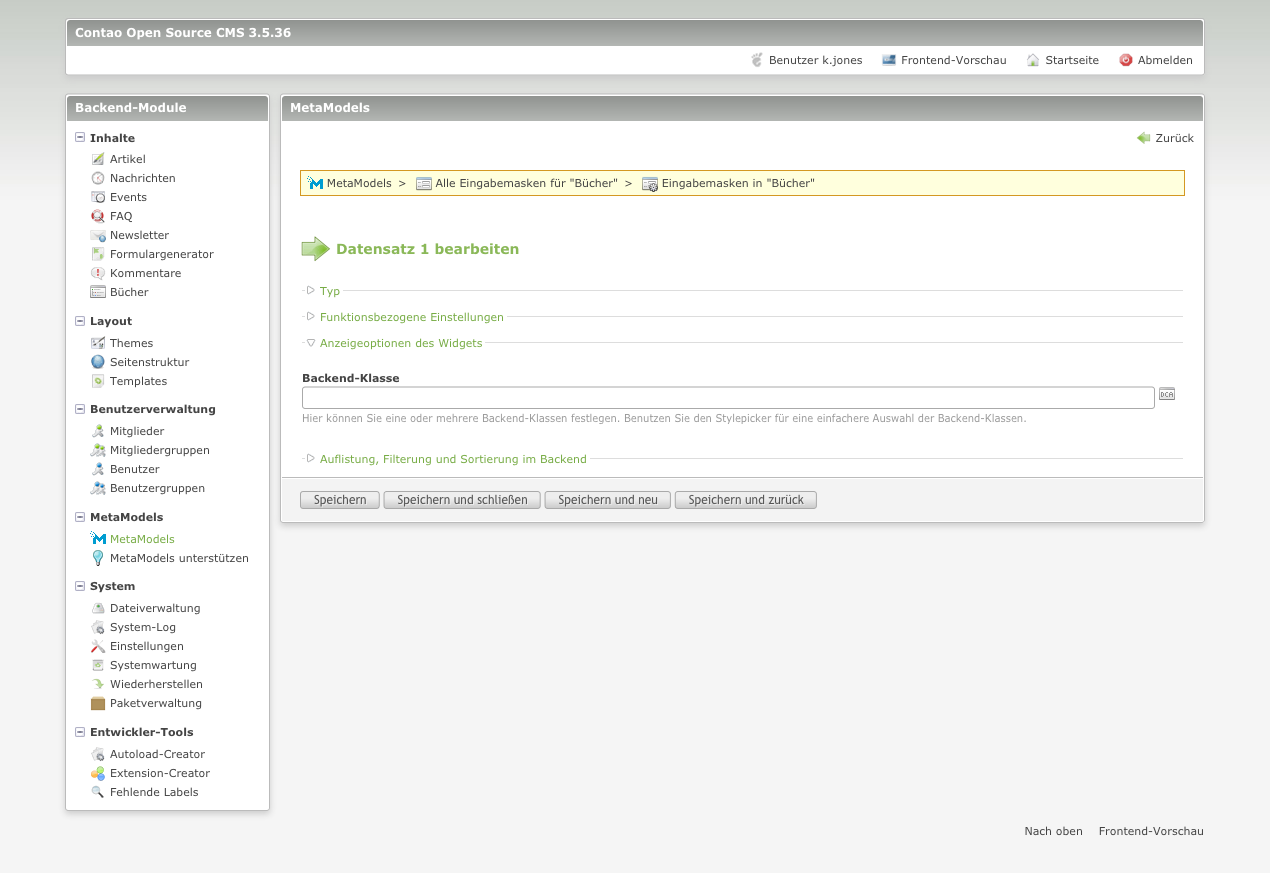 Contao Open Source CMS 3.5.36
Benutzer k.jones Frontend-Vorschau Startseite Abmelden
Backend-Module
Inhalte
Artikel
Nachrichten
Events
FAQ
Newsletter
Formulargenerator
Kommentare
Bücher
Layout
Themes
Seitenstruktur
Templates
Benutzerverwaltung
Mitglieder
Mitgliedergruppen
Benutzer
Benutzergruppen
MetaModels
MetaModels
MetaModels unterstützen
System
Dateiverwaltung
System-Log
Einstellungen
Systemwartung
Wiederherstellen
Paketverwaltung
Entwickler-Tools
Autoload-Creator
Extension-Creator
Fehlende Labels
MetaModels
Zurück
MetaModels > Alle Eingabemasken für "Bücher" > Eingabemasken in "Bücher"
Datensatz 1 bearbeiten
Typ
Funktionsbezogene Einstellungen
Anzeigeoptionen des Widgets
Backend-Klasse
DCA
Hier können Sie eine oder mehrere Backend-Klassen festlegen. Benutzen Sie den Stylepicker für eine einfachere Auswahl der Backend-Klassen.
Auflistung, Filterung und Sortierung im Backend
Speichern Speichern und schließen Speichern und neu Speichern und zurück
Nach oben Frontend-Vorschau